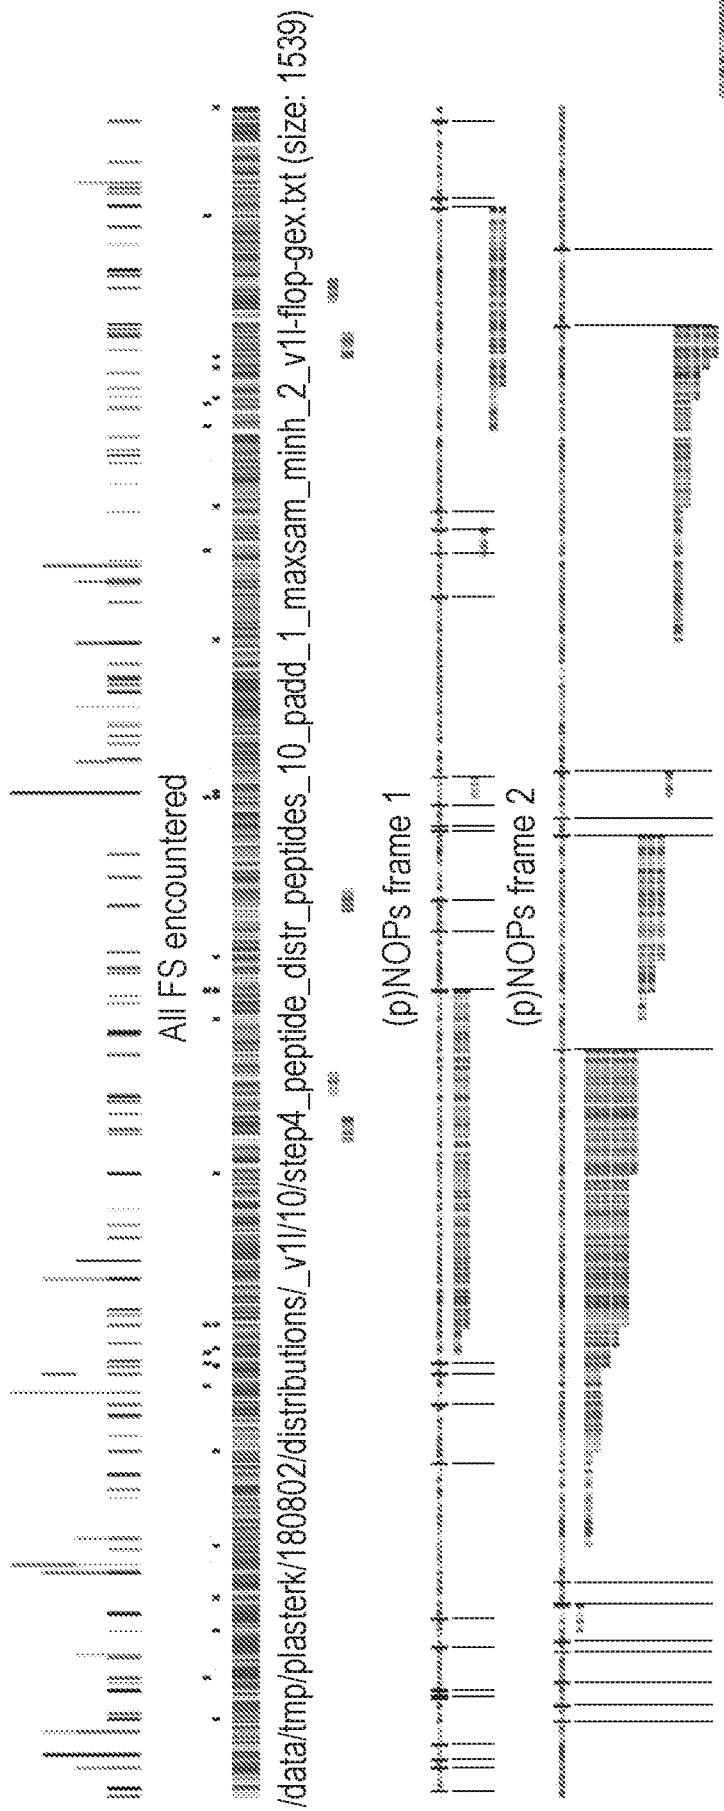 All FS encountered
/data/tmp/plasterk/180802/distributions/_v1l/10/step4_peptide_distr_peptides_10_padd_1_maxsam_minh_2_v1l-flop-gex.txt (size: 1539)
(p)NOPs frame 1
(p)NOPs frame 2